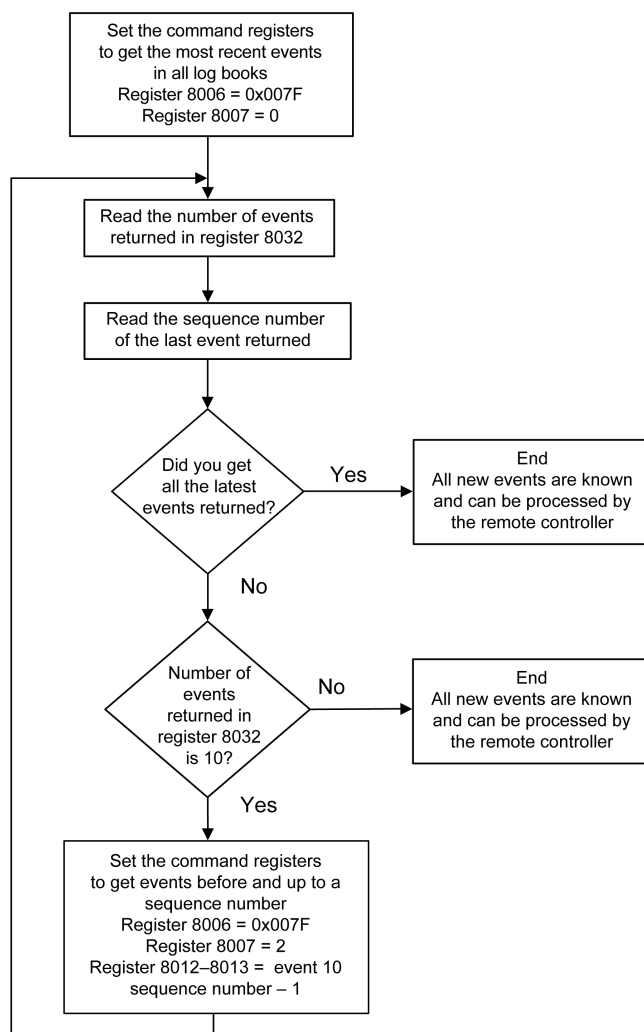 Set the command registers
to get the most recent events
in all log books
Register 8006 = 0x007F
Register 8007 = 0
Read the number of events
returned in register 8032
Read the sequence number
of the last event returned
Did you get
all the latest
events returned?
Yes
End
All new events are known
and can be processed by
the remote controller
No
Number of
events
returned in
register 8032
is 10?
No
End
All new events are known
and can be processed by
the remote controller
Yes
Set the command registers
to get events before and up to a
sequence number
Register 8006 = 0x007F
Register 8007 = 2
Register 8012–8013 = event 10
sequence number – 1